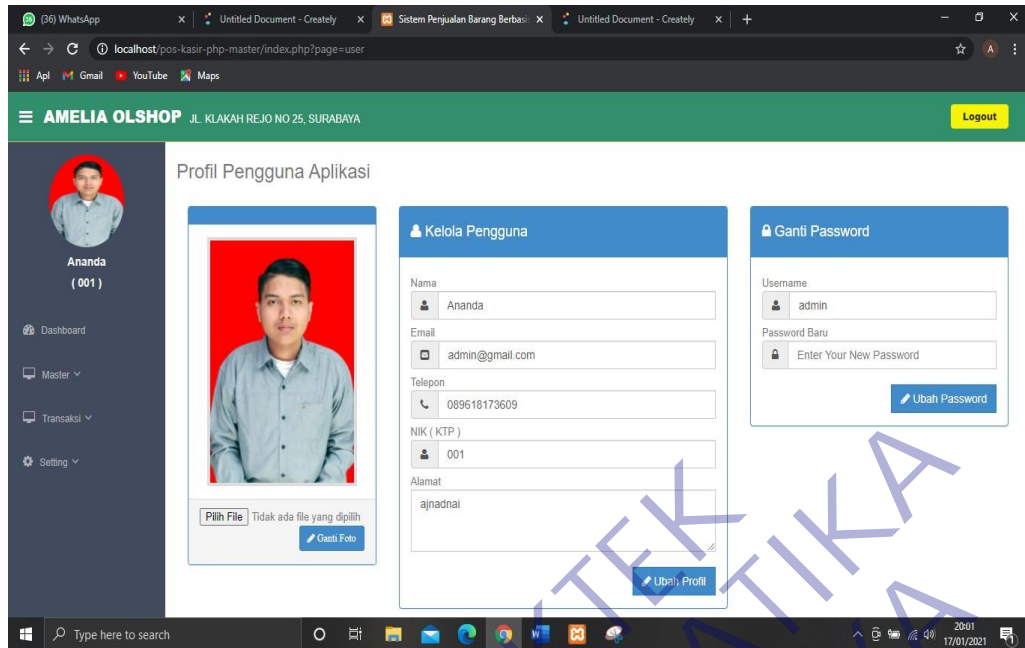 (36) WhatsApp
Untitled Document - Creately
Sistem Penjualan Barang Berbasi
Untitled Document - Creately
localhost/pos-kasir-php-master/index.php?page=user
A
Apl
Gmail
YouTube
Maps
AMELIA OLSHOP JL. KLAKAH REJO NO 25, SURABAYA
Logout
Ananda
( 001 )
Dashboard
Master
Transaksi
Setting
Profil Pengguna Aplikasi
Pilih File Tidak ada file yang dipilih
Ganti Foto
Kelola Pengguna
Nama
Ananda
Email
admin@gmail.com
Telepon
089618173609
NIK ( KTP )
001
Alamat
ajnadnai
Ubah Profil
Ganti Password
Username
admin
Password Baru
Enter Your New Password
Ubah Password
Type here to search
20:01
17/01/2021